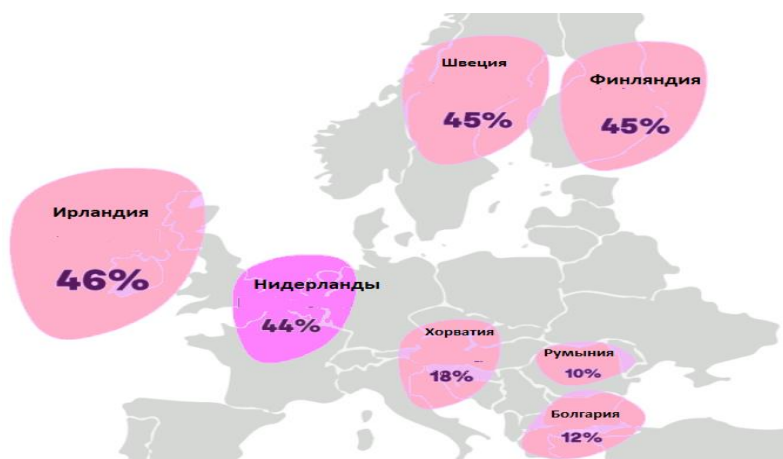 Швеция
45%
Финляндия
45%
Ирландия
46%
Нидерланды
44%
Хорватия
18%
Румыния
10%
Болгария
12%